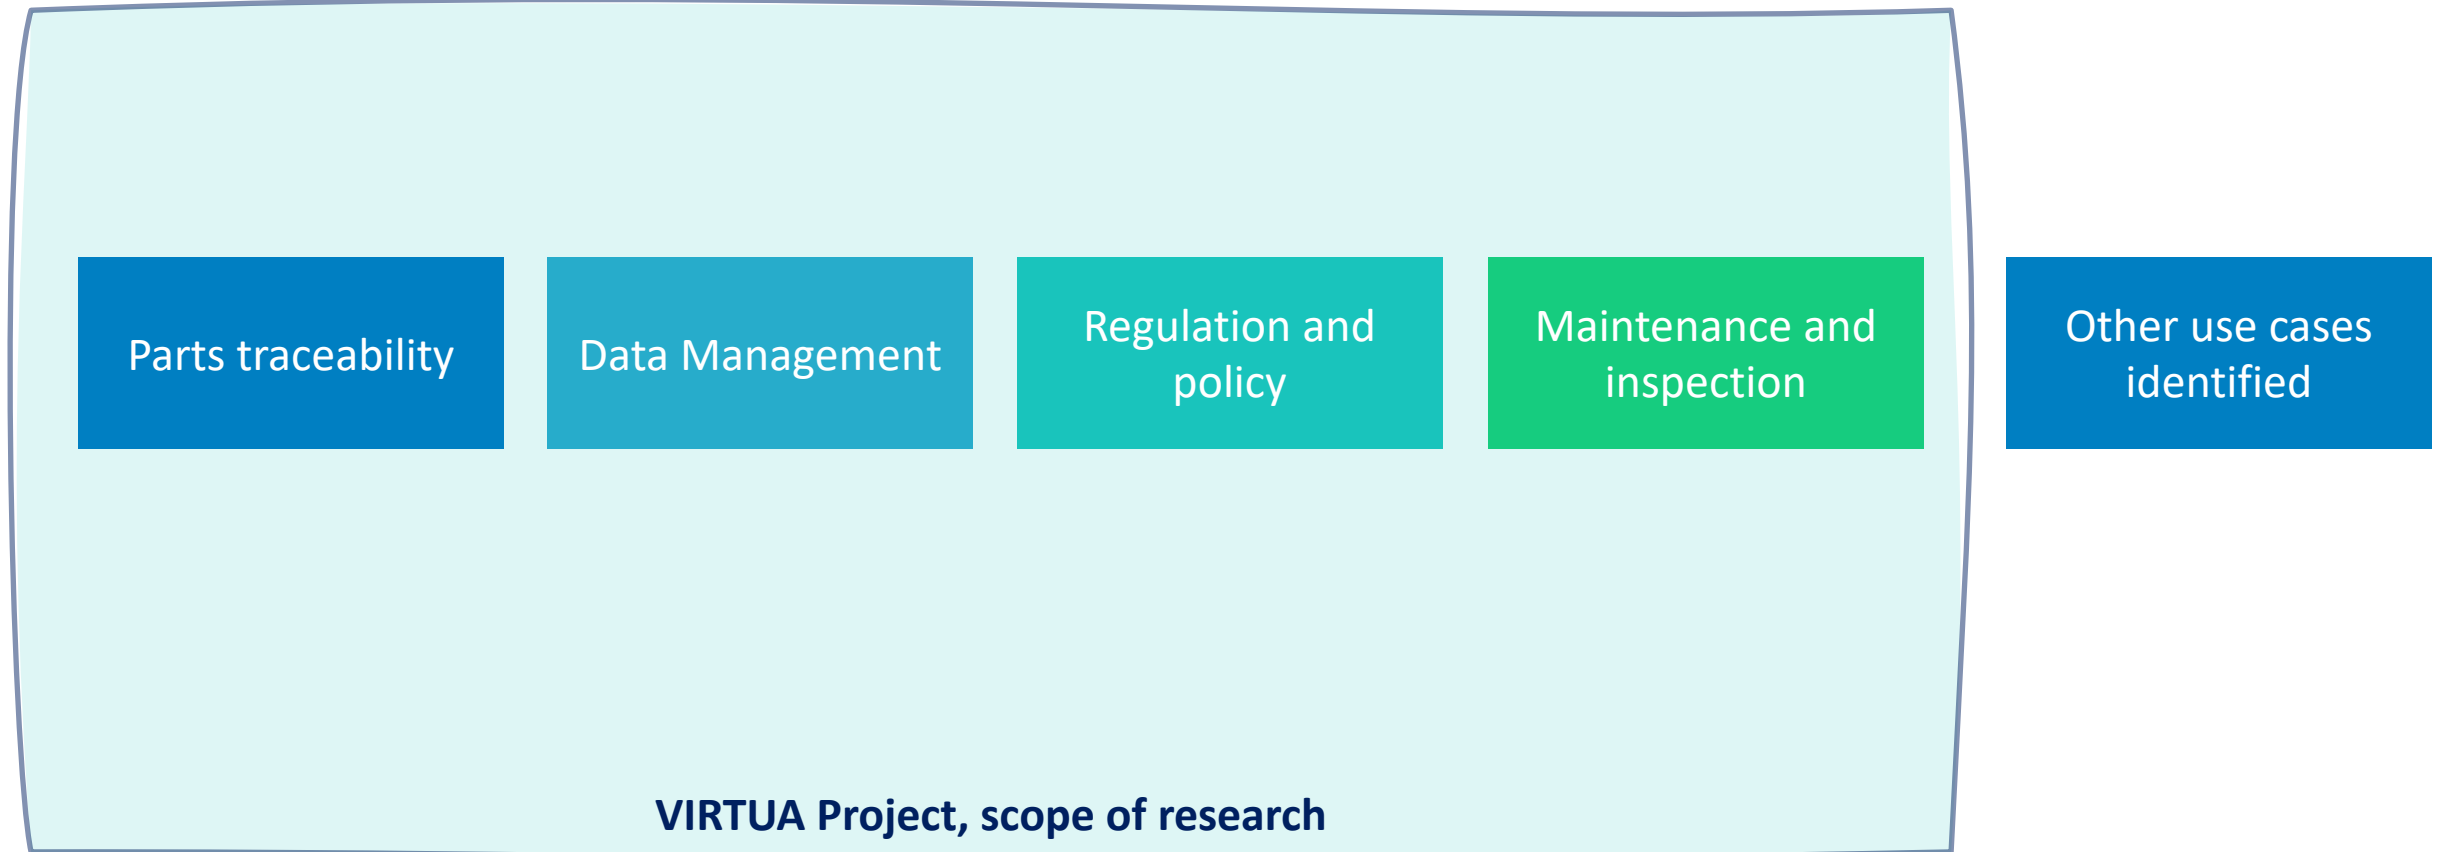 Parts traceability
Data Management
Regulation and
policy
Maintenance and
inspection
Other use cases
identified
VIRTUA Project, scope of research